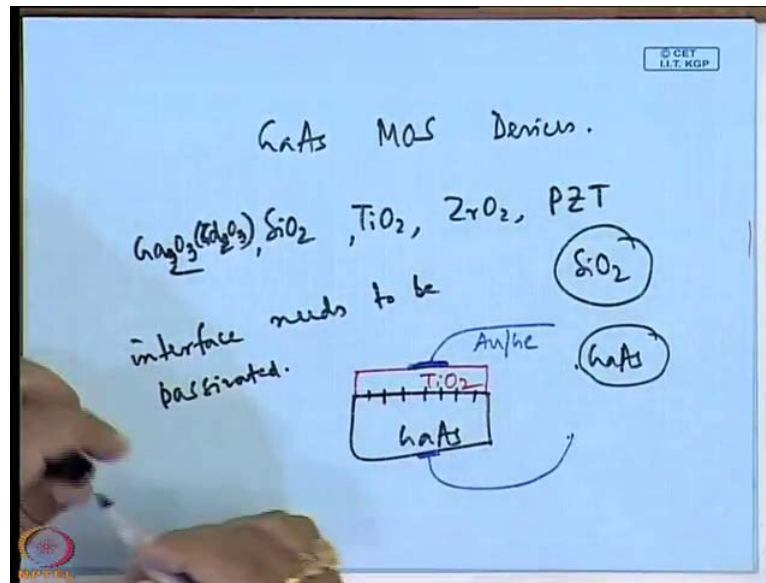 © CET
I.I.T. KGP
GaAs MOS Devices.
Ga2O3(Gd2O3), SiO2, TiO2, ZrO2, PZT
SiO2
interface needs to be
passivated.
Au/Ge
TiO2
GaAs
GaAs
NPTEL